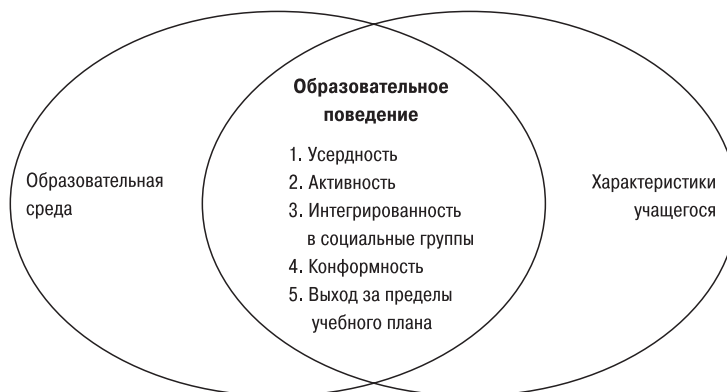 Образовательное
поведение
1. Усердность
2. Активность
3. Интегрированность
в социальные группы
4. Конформность
5. Выход за пределы
учебного плана
Образовательная
среда
Характеристики
учащегося